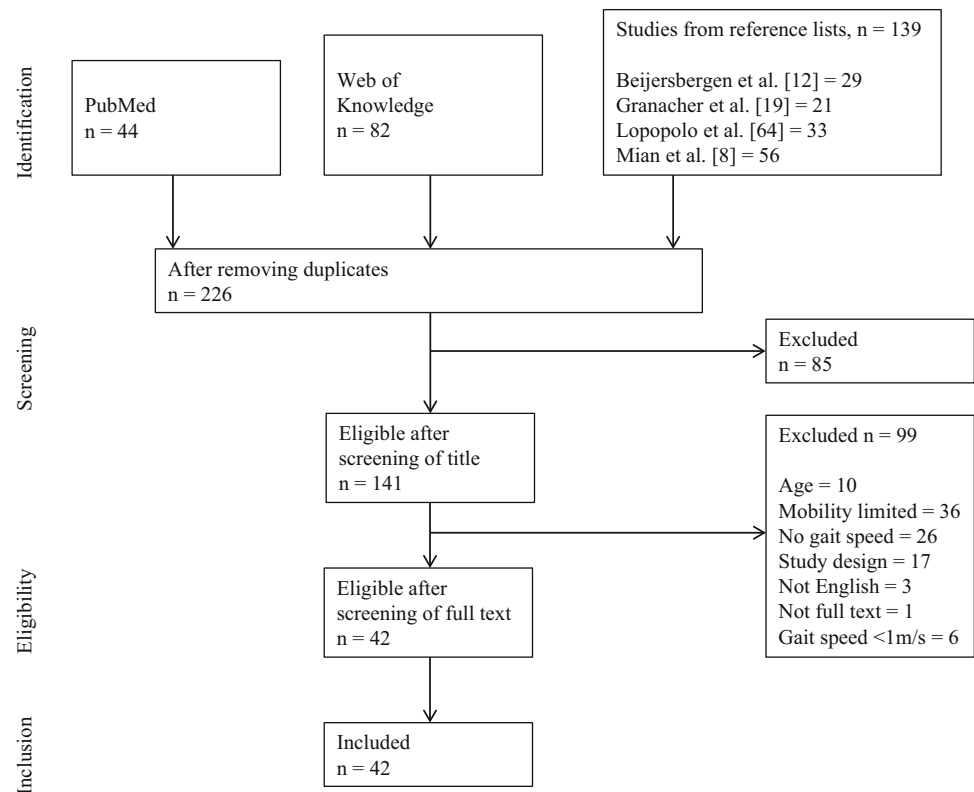 Identification
PubMed
n = 44
Web of
Knowledge
n = 82
Studies from reference lists, n = 139
Beijersbergen et al. [12] = 29
Granacher et al. [19] = 21
Lopopolo et al. [64] = 33
Mian et al. [8] = 56
After removing duplicates
n = 226
Screening
Excluded
n = 85
Eligible after
screening of title
n = 141
Excluded n = 99
Age = 10
Mobility limited = 36
No gait speed = 26
Study design = 17
Not English = 3
Not full text = 1
Gait speed <1m/s = 6
Eligibility
Eligible after
screening of full text
n = 42
Inclusion
Included
n = 42